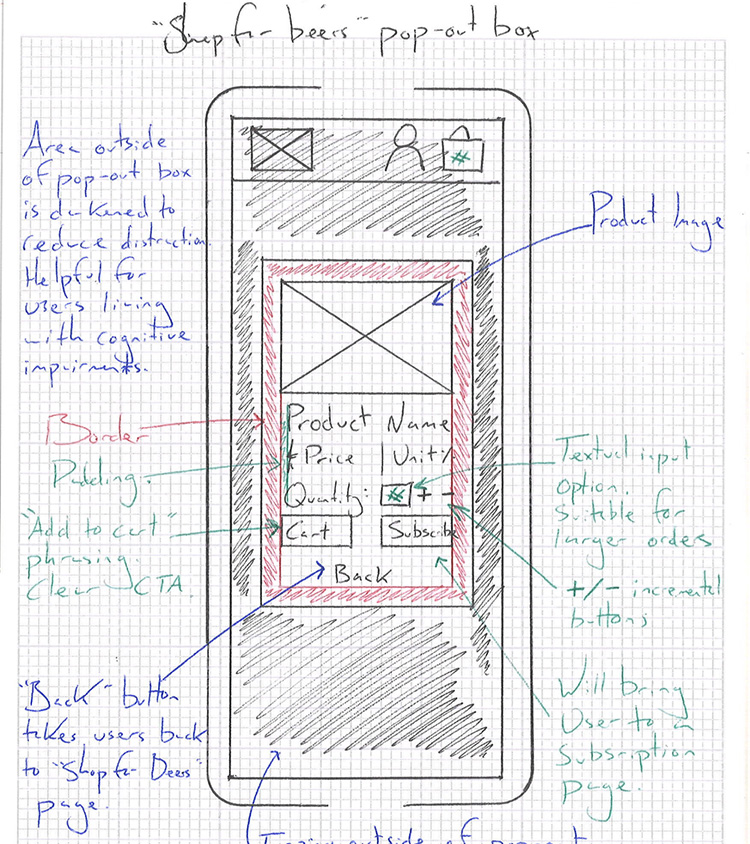 "Shop for beers" pop-out box
Area outside
of pop-out box
is darkened to
reduce distraction.
Helpful for
users living
with cognitive
impairments.
Product Image
#
Border
Padding.
"Add to cart"
phrasing.
Clear CTA.
Product Name
£ Price | Unit %
Quantity: # + -
Cart
Subscribe
Back
Textual input
option.
Suitable for
larger orders
+/- incremental
buttons
Will bring
User to a
Subsription
page.
"Back" button
takes users back
to "Shop for Beers"
page.
outside of